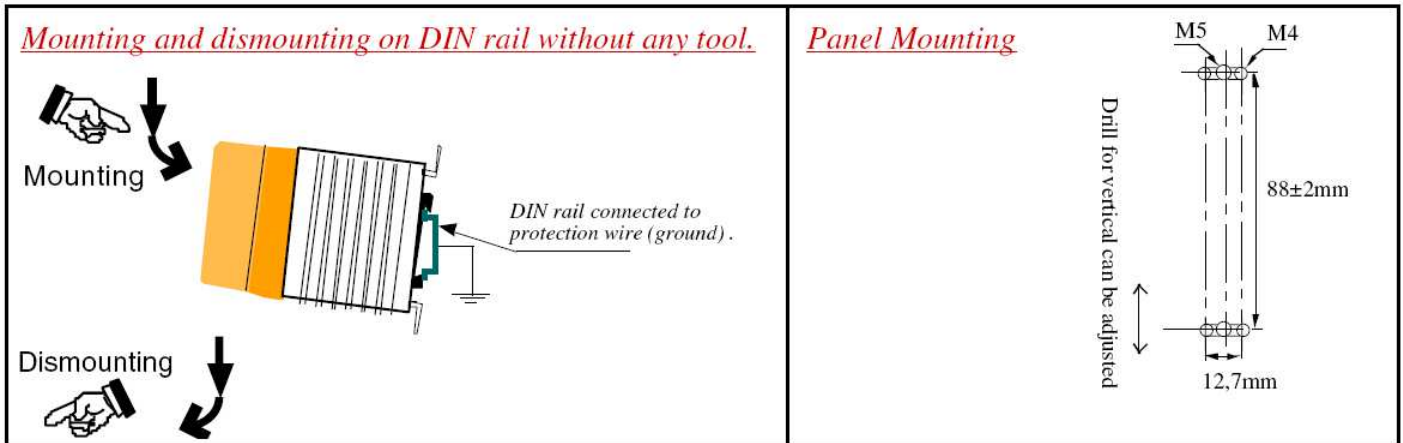 Mounting and dismounting on DIN rail without any tool.
Mounting
DIN rail connected to
protection wire (ground) .
Dismounting
Panel Mounting
M5
M4
Drill for vertical can be adjusted
88±2mm
12,7mm